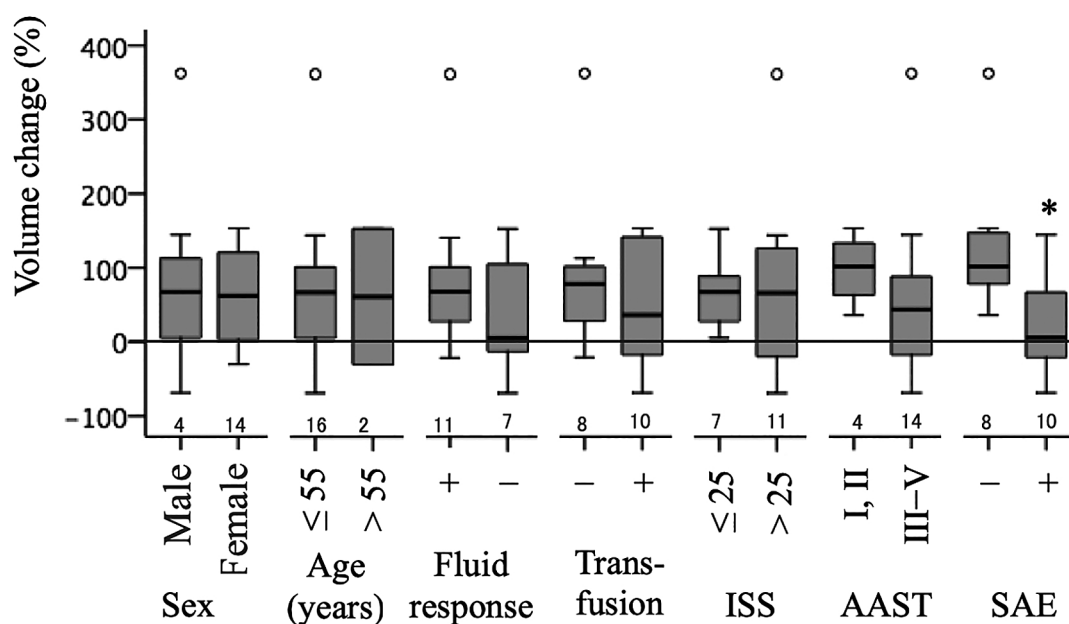 Volume change (%)
400
300
200
100
0
-100
*
4 14 16 2 11 7 8 10 7 11 4 14 8 10
Male Female ≤ 55 > 55 + − − + ≤ 25 > 25 I, II III–V − +
Age Fluid Trans-
Sex (years) response fusion ISS AAST SAE